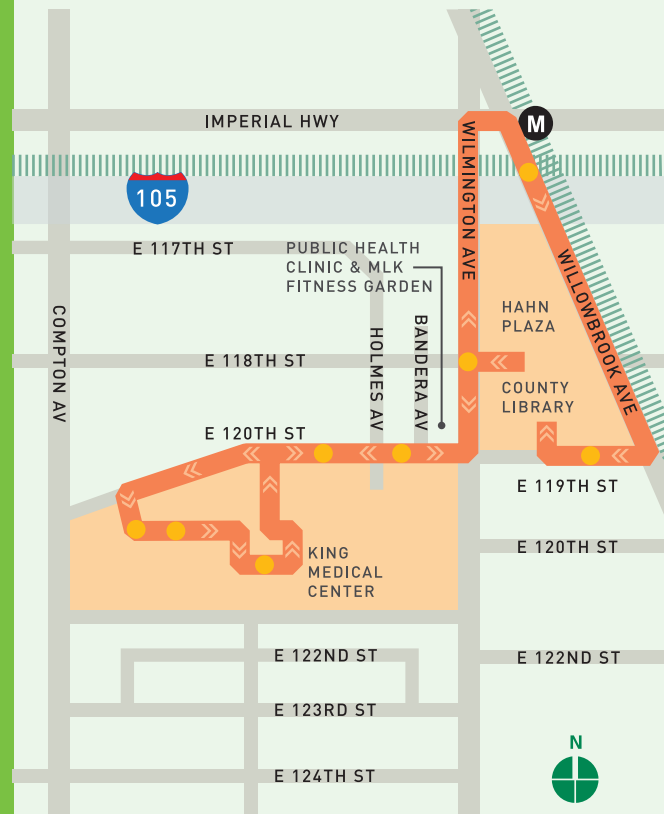 IMPERIAL HWY
M
105
WILMINGTON AVE
E 117TH ST
PUBLIC HEALTH
CLINIC & MLK
FITNESS GARDEN
WILLOWBROOK AVE
HAHN
PLAZA
COMPTON AV
HOLMES AV
BANDERA AV
E 118TH ST
COUNTY
LIBRARY
E 120TH ST
E 119TH ST
KING
MEDICAL
CENTER
E 120TH ST
E 122ND ST
E 122ND ST
E 123RD ST
E 124TH ST
N